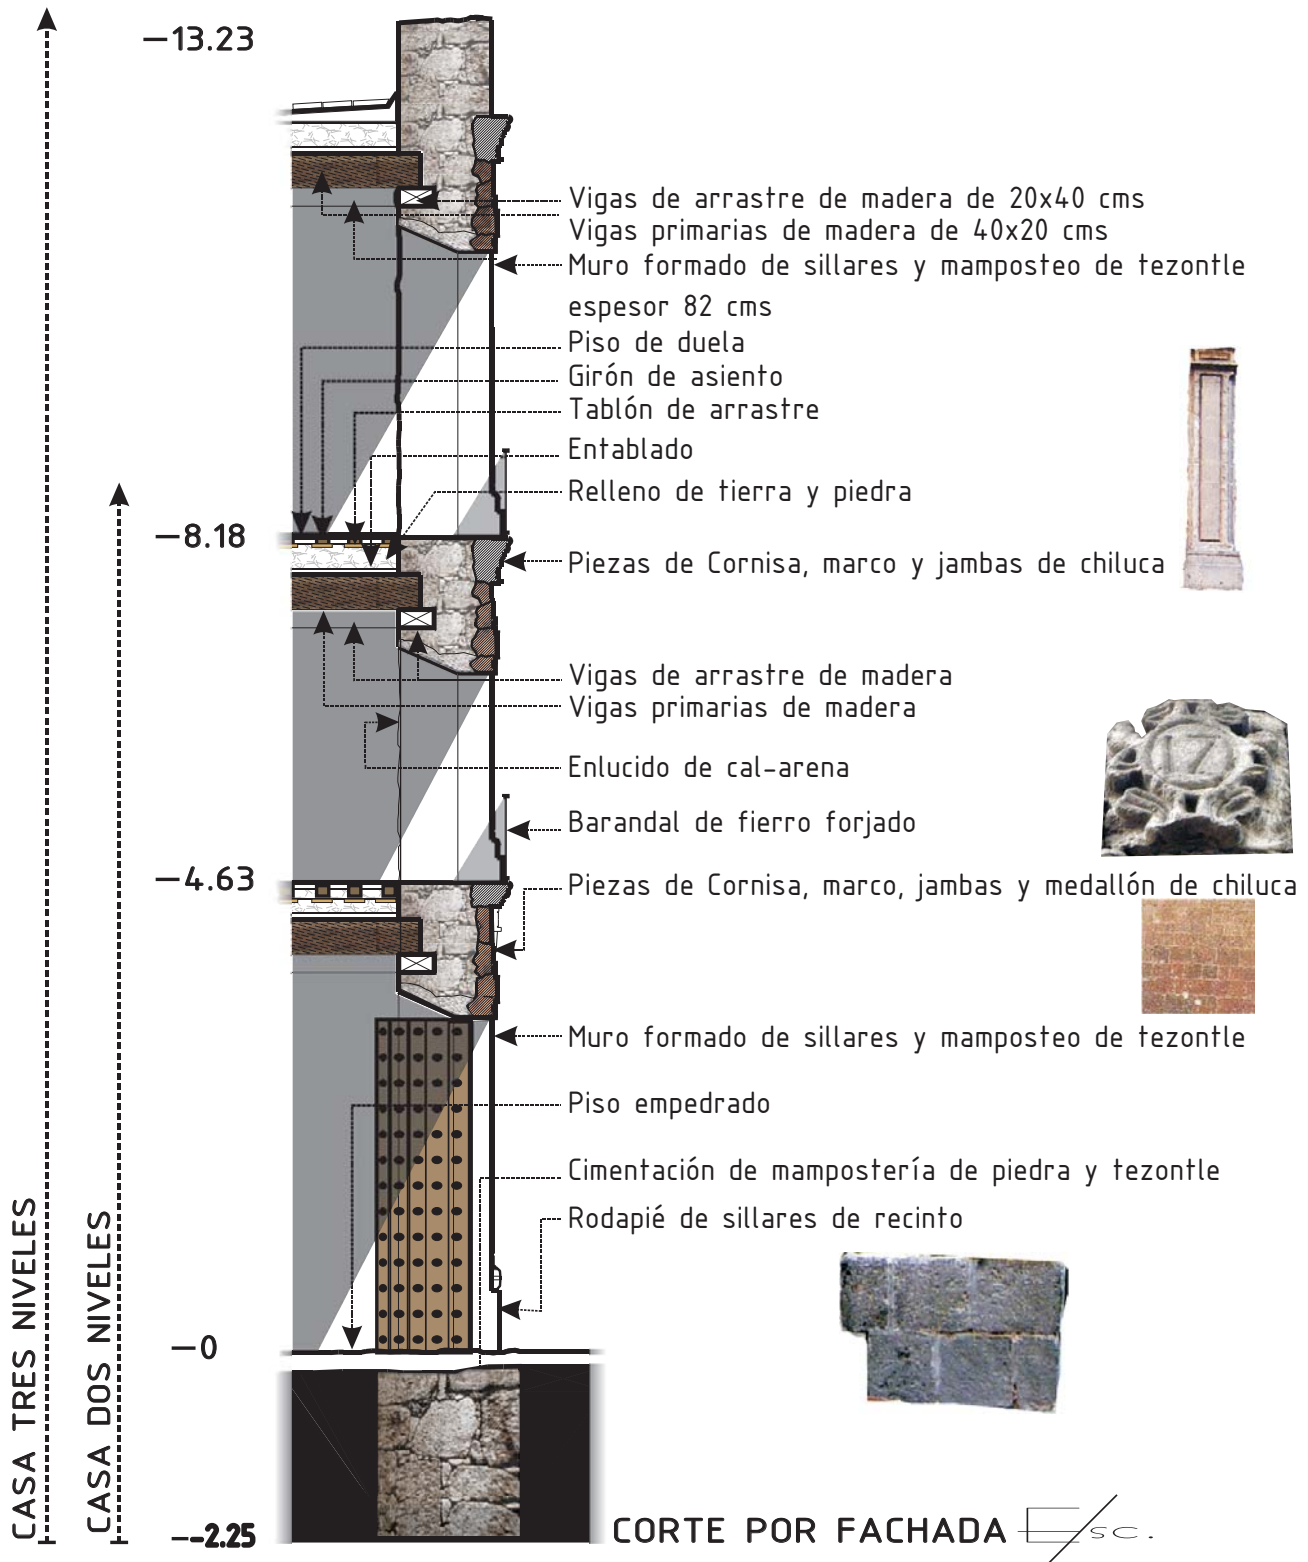 –13.23
Vigas de arrastre de madera de 20x40 cms
Vigas primarias de madera de 40x20 cms
Muro formado de sillares y mamposteo de tezontle
espesor 82 cms
Piso de duela
Girón de asiento
Tablón de arrastre
Entablado
Relleno de tierra y piedra
–8.18
Piezas de Cornisa, marco y jambas de chiluca
Vigas de arrastre de madera
Vigas primarias de madera
17
Enlucido de cal-arena
Barandal de fierro forjado
–4.63
Piezas de Cornisa, marco, jambas y medallón de chiluca
Muro formado de sillares y mamposteo de tezontle
Piso empedrado
Cimentación de mampostería de piedra y tezontle
Rodapié de sillares de recinto
–0
CASA TRES NIVELES
CASA DOS NIVELES
–-2.25
CORTE POR FACHADA Esc.